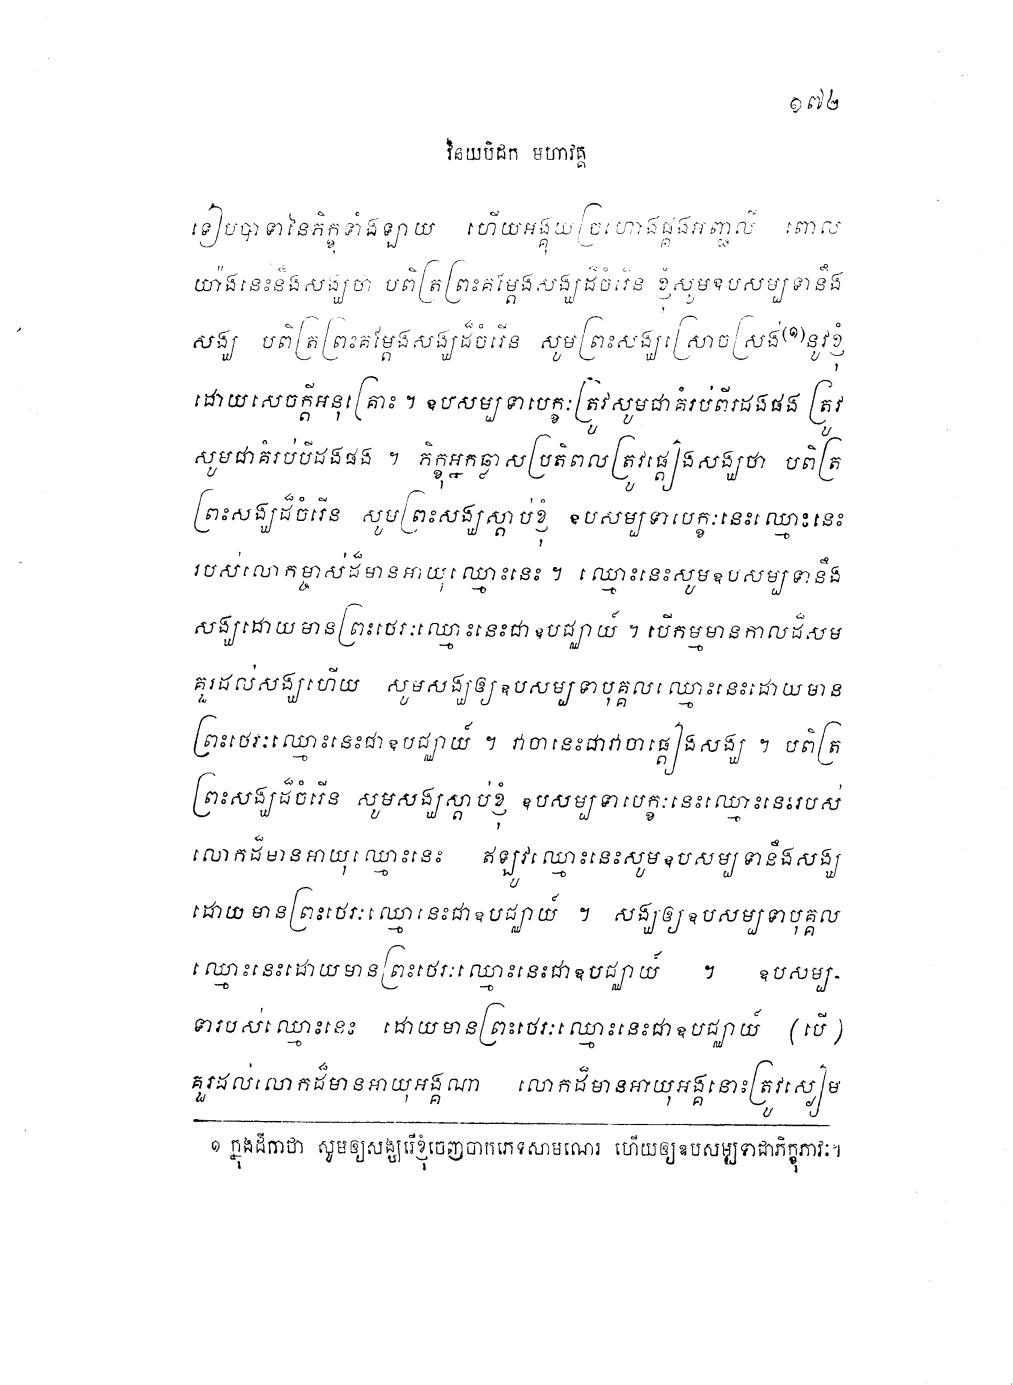 ១៧២
វិនយបិដក មហាវគ្គ
ទៀបបាទានៃភិក្ខុទាំងឡាយ ហើយអង្គុយច្រហោងផ្គងអញ្ជលី ពោល
យ៉ាងនេះនឹងសង្ឃថា បពិត្រព្រះគម្តែងសង្ឃដ៏ចំរើន ខ្ញុំសូមឧបសម្បទានឹង
សង្ឃ បពិត្រព្រះគម្តែងសង្ឃដ៏ចំរើន សូមព្រះសង្ឃស្រោចស្រង់(១)នូវខ្ញុំ
ដោយសេចក្តីអនុគ្រោះ ។ ឧបសម្បទាបេក្ខៈត្រូវសូមជាគំរប់ពីរដងផង ត្រូវ
សូមជាគំរប់បីដងផង ។ ភិក្ខុអ្នកឆ្លាសប្រតិពលត្រូវផ្តៀងសង្ឃថា បពិត្រ
ព្រះសង្ឃដ៏ចំរើន សូមព្រះសង្ឃស្តាប់ខ្ញុំ ឧបសម្បទាបេក្ខៈនេះឈ្មោះនេះ
របស់លោកម្ចាស់ដ៏មានអាយុឈ្មោះនេះ ។ ឈ្មោះនេះសូមឧបសម្បទានឹង
សង្ឃដោយមានព្រះថេរៈឈ្មោះនេះជាឧបជ្ឈាយ៍ ។ បើកម្មមានកាលដ៏សម
គួរដល់សង្ឃហើយ សូមសង្ឃឲ្យឧបសម្បទាបុគ្គលឈ្មោះនេះដោយមាន
ព្រះថេរៈឈ្មោះនេះជាឧបជ្ឈាយ៍ ។ វាចានេះជាវាចាផ្តៀងសង្ឃ ។ បពិត្រ
ព្រះសង្ឃដ៏ចំរើន សូមសង្ឃស្តាប់ខ្ញុំ ឧបសម្បទាបេក្ខៈនេះឈ្មោះនេះរបស់
លោកដ៏មានអាយុឈ្មោះនេះ ឥឡូវឈ្មោះនេះសូមឧបសម្បទានឹងសង្ឃ
ដោយមានព្រះថេរៈឈ្មោះនេះជាឧបជ្ឈាយ៍ ។ សង្ឃឲ្យឧបសម្បទាបុគ្គល
ឈ្មោះនេះដោយមានព្រះថេរៈឈ្មោះនេះជាឧបជ្ឈាយ៍ ។ ឧបសម្ប-
ទារបស់ឈ្មោះនេះ ដោយមានព្រះថេរៈឈ្មោះនេះជាឧបជ្ឈាយ៍ (បើ)
គួរដល់លោកដ៏មានអាយុអង្គណា លោកដ៏មានអាយុអង្គនោះត្រូវស្ងៀម
១ ក្នុងដីកាថា សូមឲ្យសង្ឃរើខ្ញុំចេញចាកភេទសាមណេរ ហើយឲ្យឧបសម្បទាជាភិក្ខុភាវៈ។